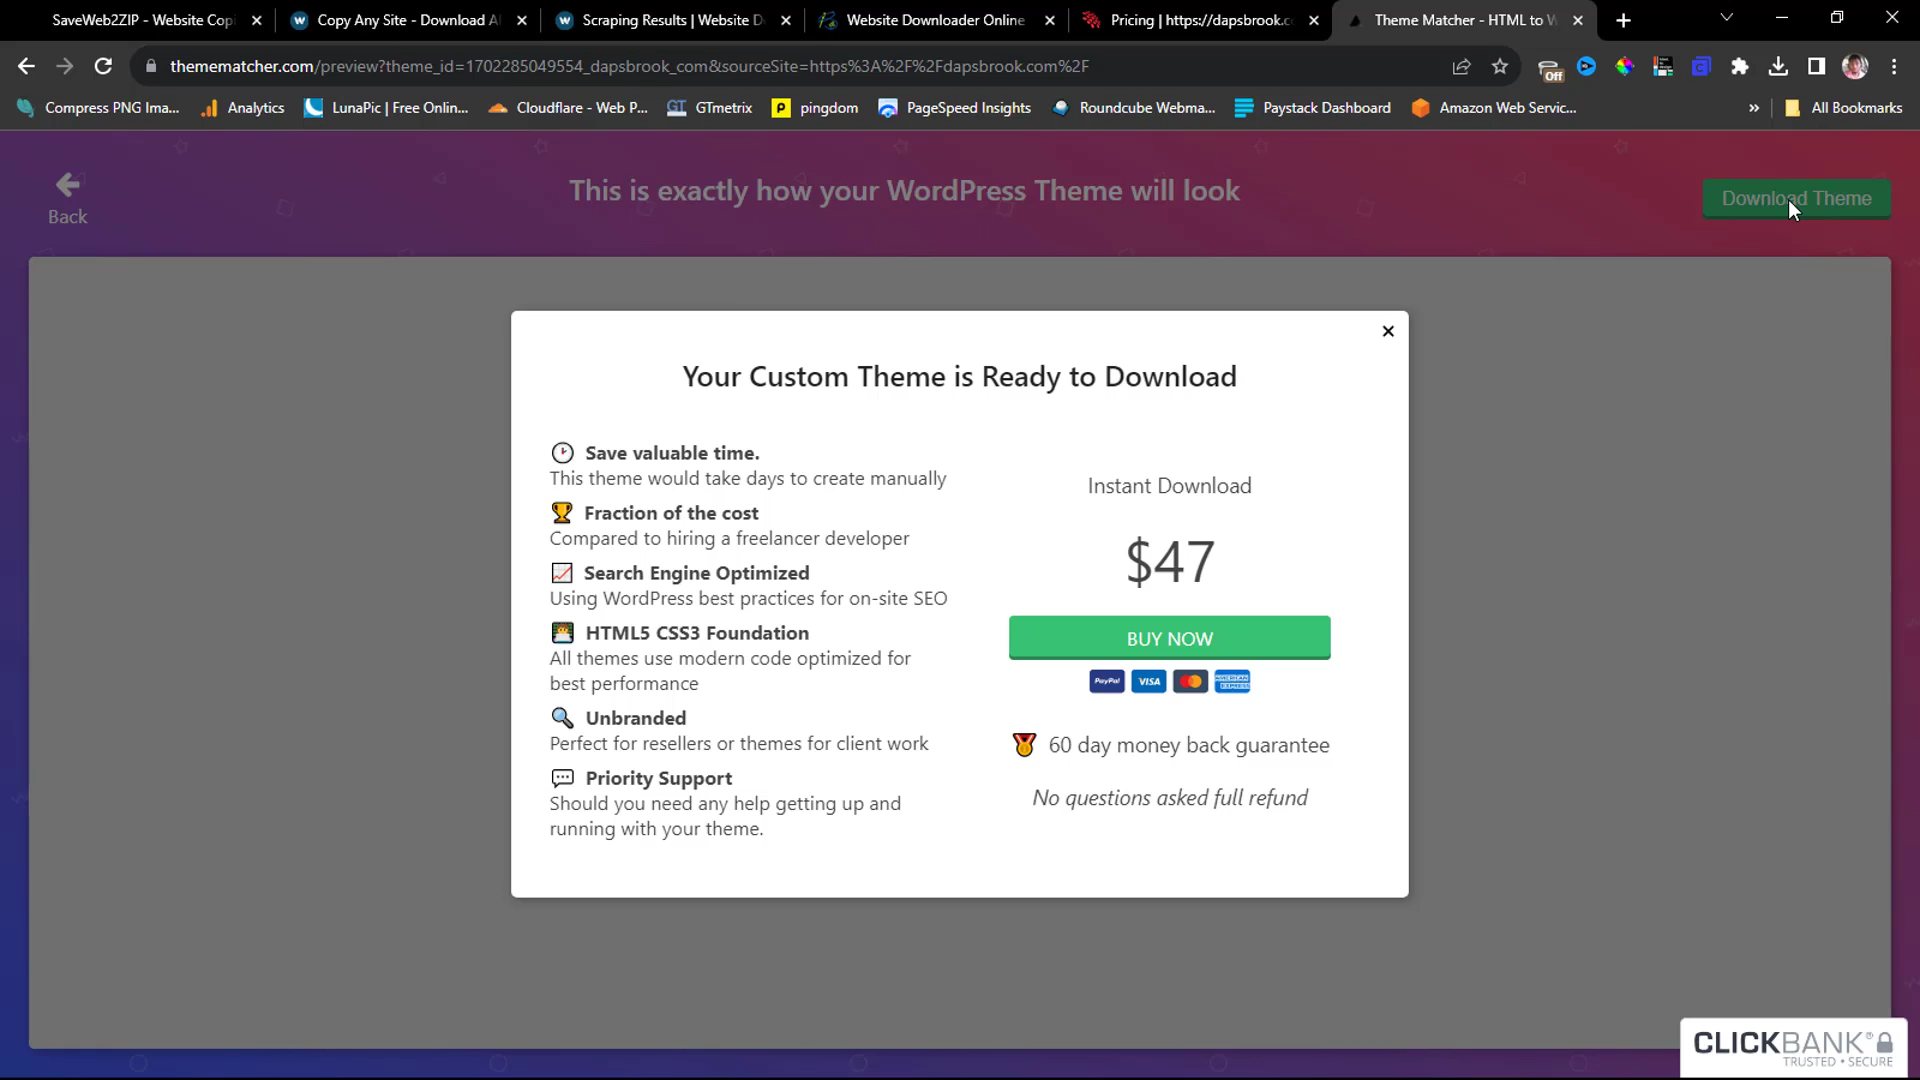 SaveWeb2ZIP - Website Copi
Copy Any Site - Download Al
Scraping Results | Website D
Website Downloader Online
Pricing | https://dapsbrook.co
Theme Matcher - HTML to W
themematcher.com/preview?theme_id=1702285049554_dapsbrook_com&sourceSite=https%3A%2F%2Fdapsbrook.com%2F
Off
Compress PNG Ima...
Analytics
LunaPic | Free Onlin...
Cloudflare - Web P...
GTmetrix
pingdom
PageSpeed Insights
Roundcube Webma...
Paystack Dashboard
Amazon Web Servic...
»
All Bookmarks
Back
This is exactly how your WordPress Theme will look
Download Theme
Your Custom Theme is Ready to Download
Save valuable time.
This theme would take days to create manually
Fraction of the cost
Compared to hiring a freelancer developer
Search Engine Optimized
Using WordPress best practices for on-site SEO
HTML5 CSS3 Foundation
All themes use modern code optimized for
best performance
Unbranded
Perfect for resellers or themes for client work
Priority Support
Should you need any help getting up and
running with your theme.
Instant Download
$47
BUY NOW
PayPal VISA AMERICAN EXPRESS
60 day money back guarantee
No questions asked full refund
CLICKBANK®
TRUSTED • SECURE